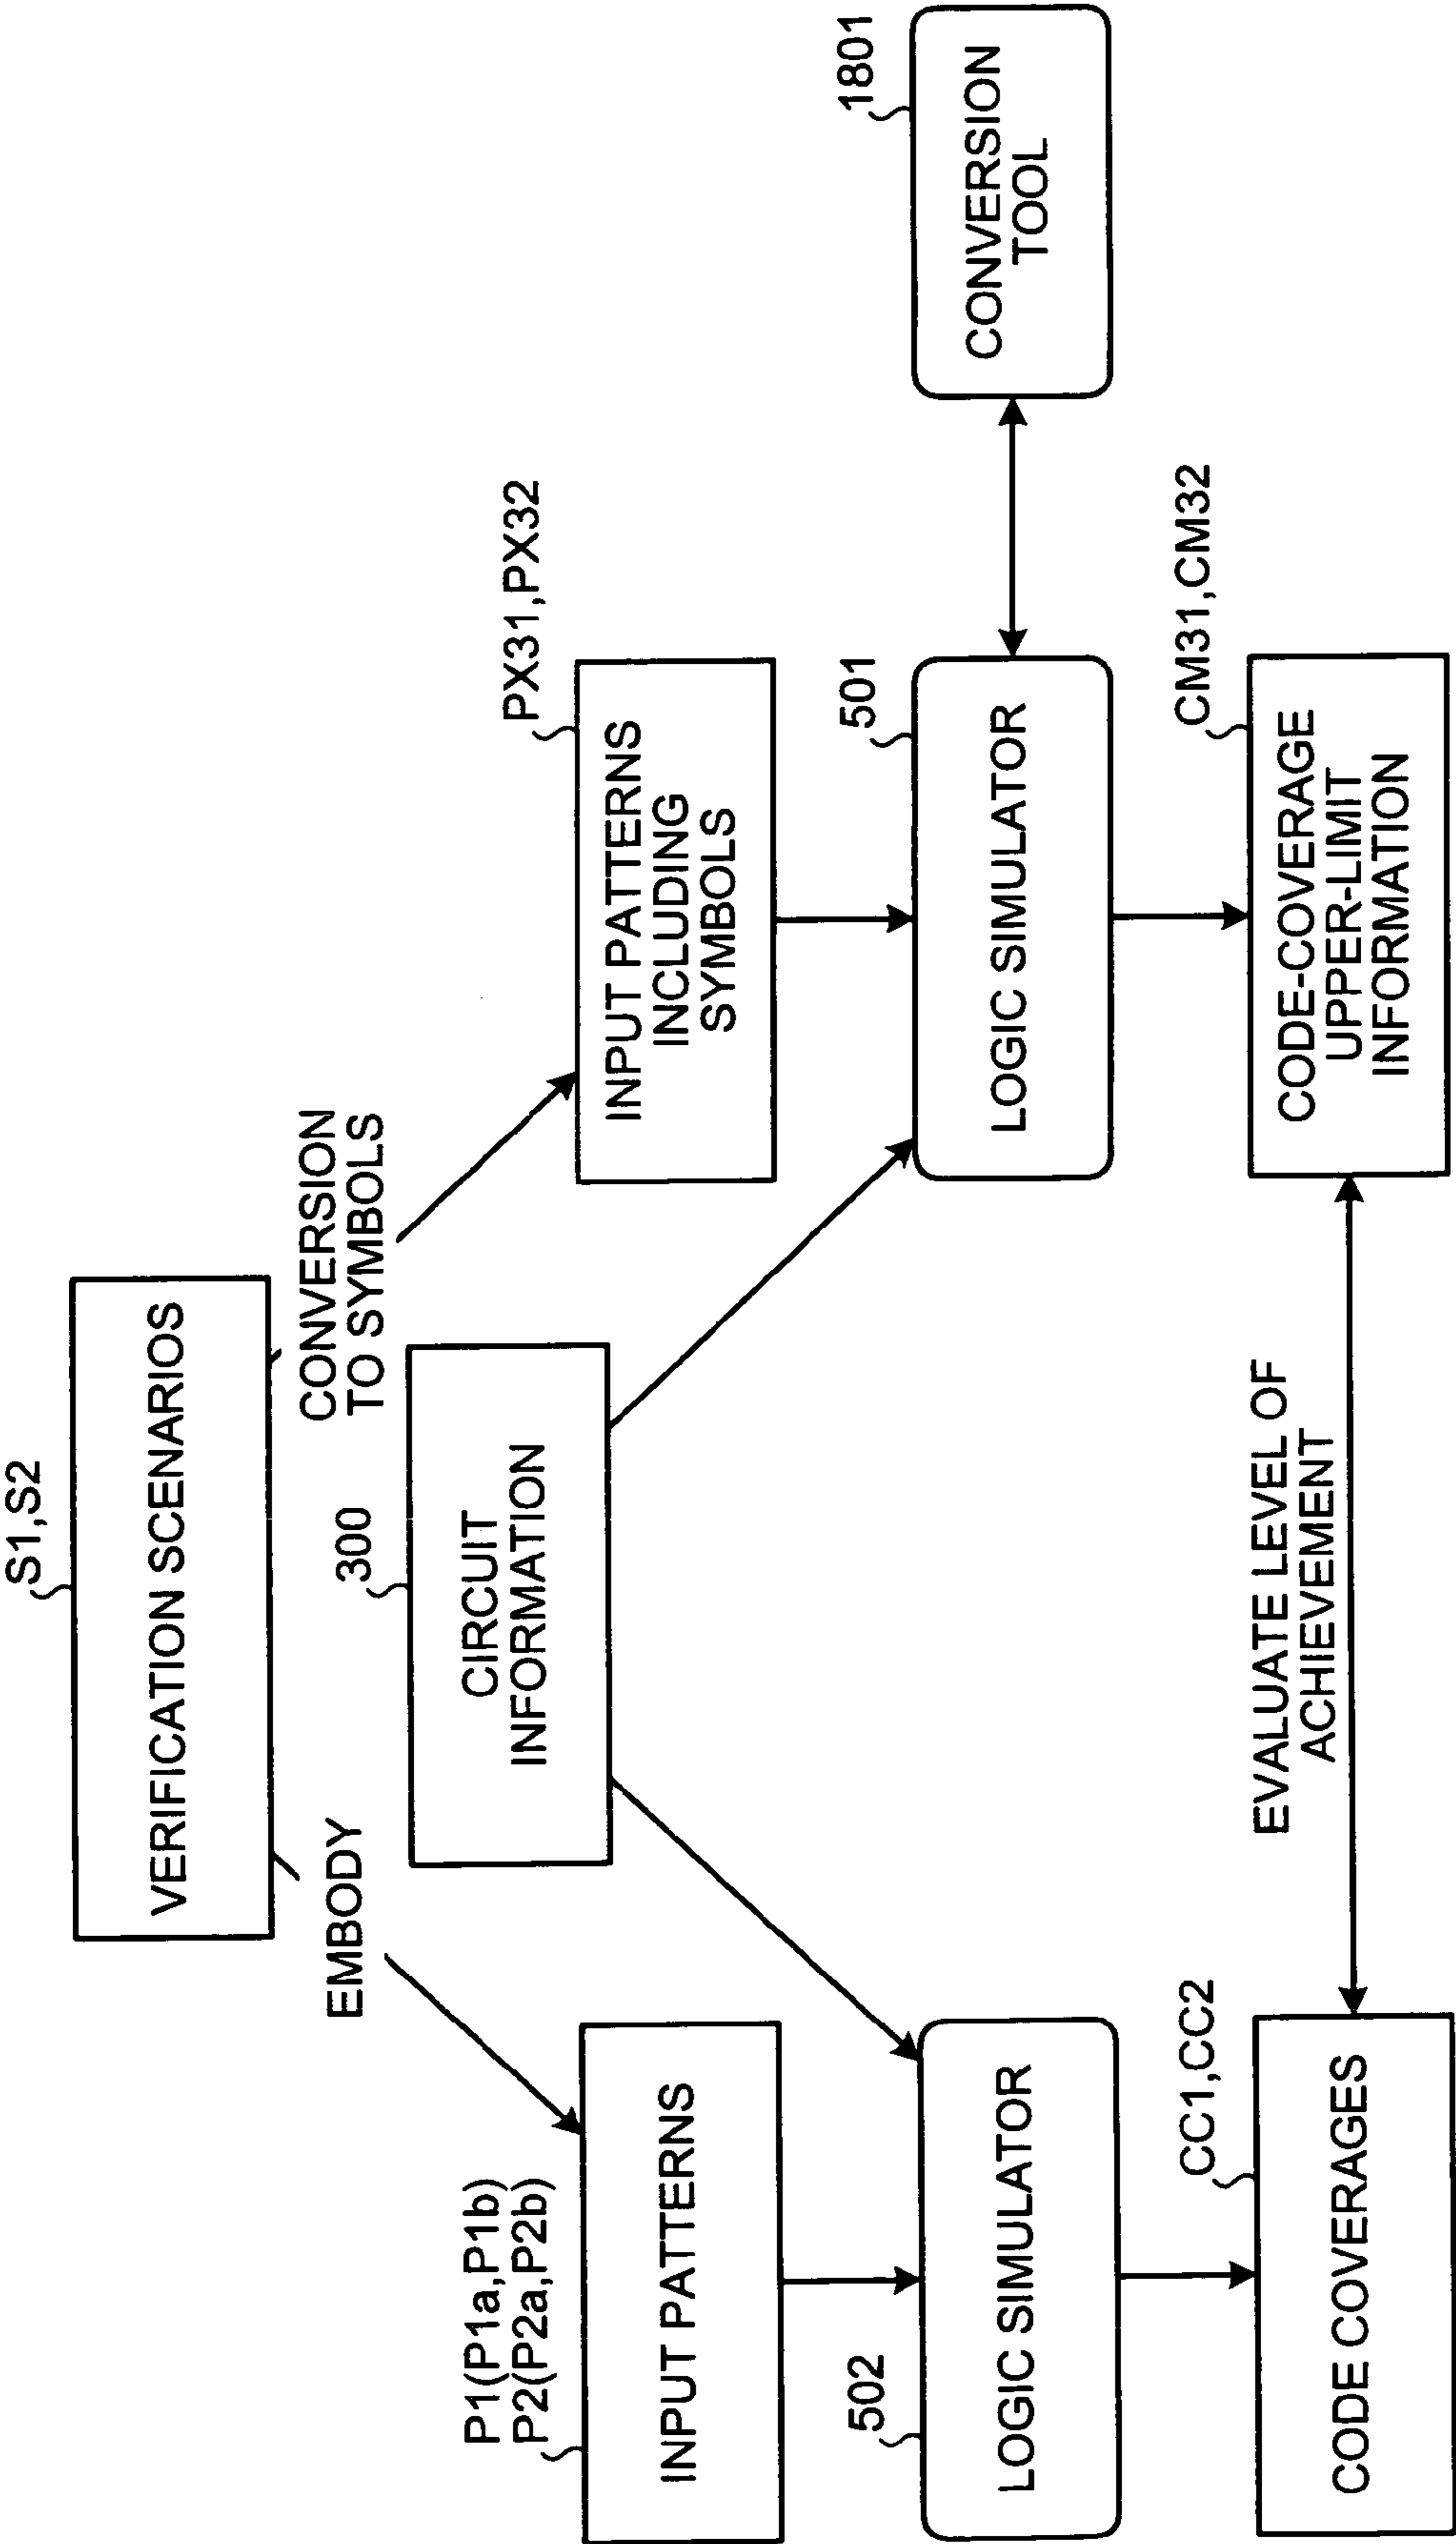 S1,S2
VERIFICATION SCENARIOS
EMBODY
CONVERSION
TO SYMBOLS
300
CIRCUIT
INFORMATION
P1(P1a,P1b)
P2(P2a,P2b)
INPUT PATTERNS
PX31,PX32
INPUT PATTERNS
INCLUDING
SYMBOLS
502
LOGIC SIMULATOR
501
LOGIC SIMULATOR
1801
CONVERSION
TOOL
CC1,CC2
CODE COVERAGES
EVALUATE LEVEL OF
ACHIEVEMENT
CM31,CM32
CODE-COVERAGE
UPPER-LIMIT
INFORMATION